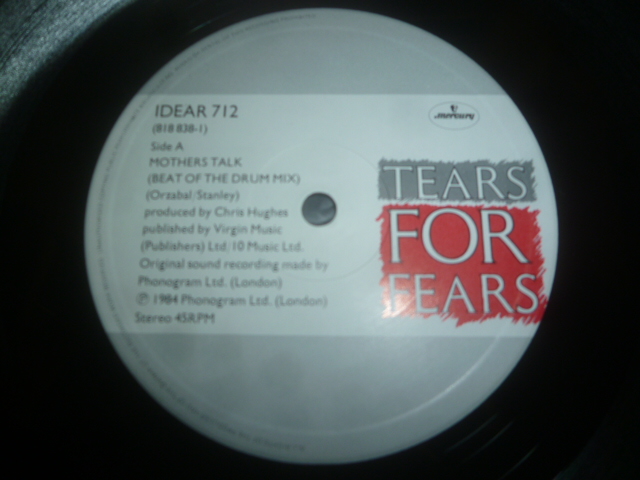 IDEAR 712
(818 838-1)
Side A
MOTHERS TALK
(BEAT OF THE DRUM MIX)
(Orzabal/Stanley)
produced by Chris Hughes
published by Virgin Music
(Publishers) Ltd/10 Music Ltd.
Original sound recording made by
Phonogram Ltd. (London)
℗ 1984 Phonogram Ltd. (London)
Stereo 45RPM
mercury
TEARS
FOR
FEARS